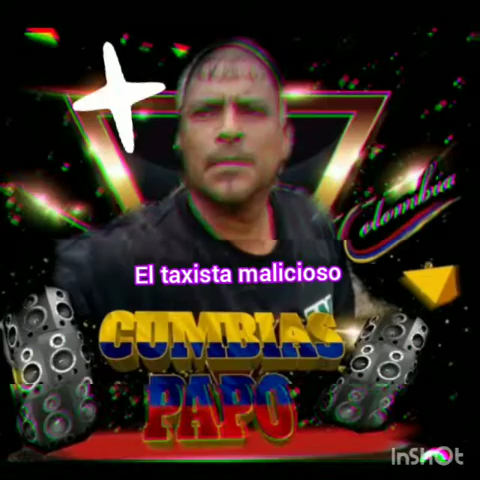 Colombia
El taxista malicioso
CUMBIAS
PAPO
InShOt